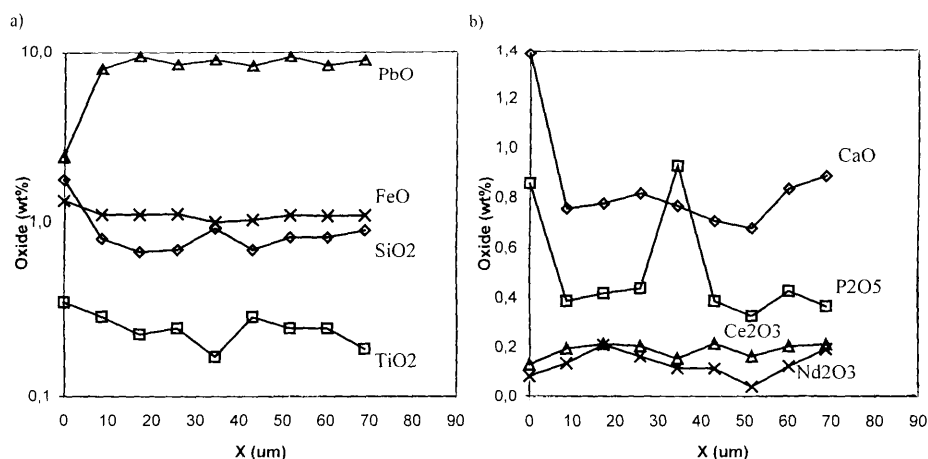 a)
10,0
PbO
FeO
1,0
SiO2
TiO2
0,1
Oxide (wt%)
0 10 20 30 40 50 60 70 80 90
X (um)
b)
1,4
1,2
1,0
0,8
0,6
0,4
0,2
0,0
CaO
P2O5
Ce2O3
Nd2O3
Oxide (wt%)
0 10 20 30 40 50 60 70 80 90
X (um)